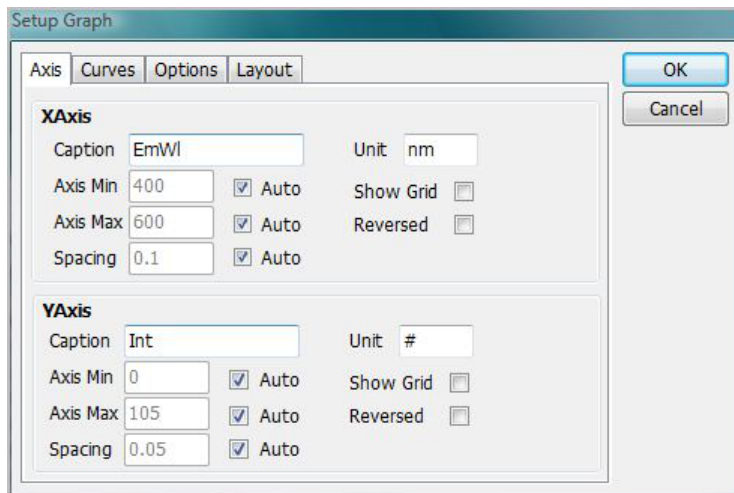 Setup Graph
Axis Curves Options Layout
OK
Cancel
XAxis
Caption EmWl Unit nm
Axis Min 400 Auto Show Grid
Axis Max 600 Auto Reversed
Spacing 0.1 Auto
YAxis
Caption Int Unit #
Axis Min 0 Auto Show Grid
Axis Max 105 Auto Reversed
Spacing 0.05 Auto